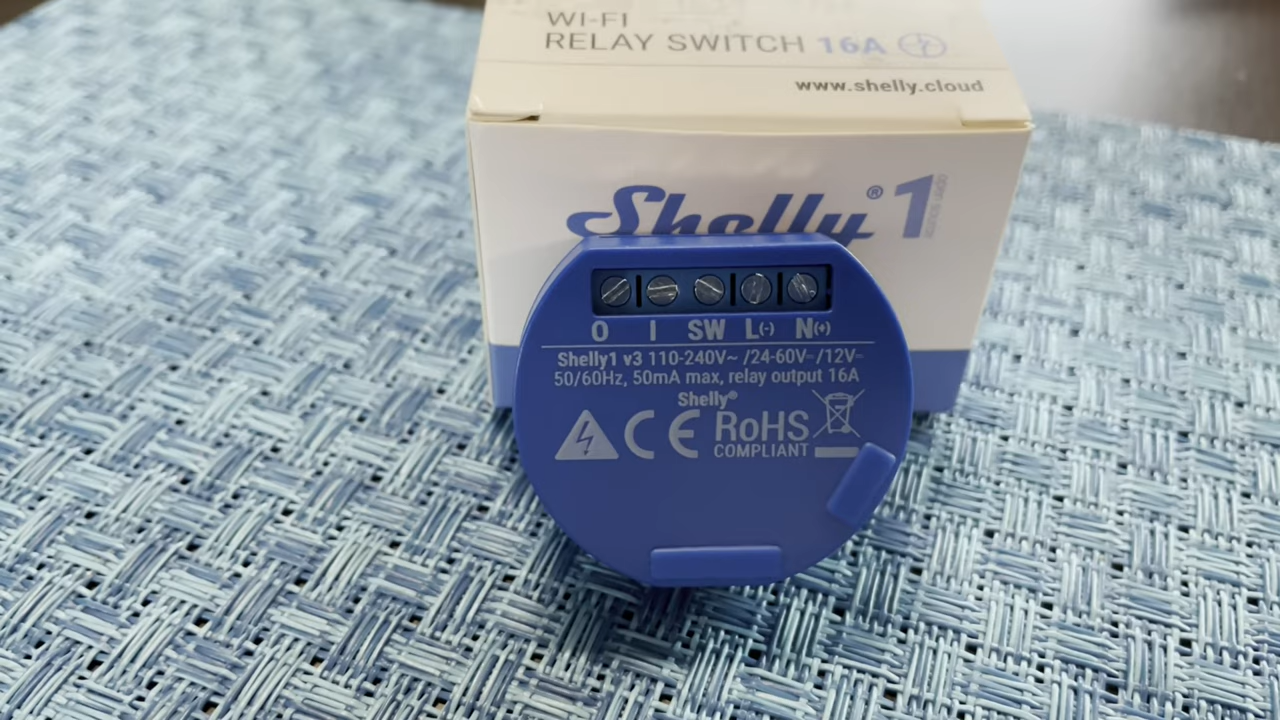 WI-FI
RELAY SWITCH 16A
www.shelly.cloud
Shelly® 1
O I SW L(-) N(+)
Shelly1 v3 110-240V~ /24-60V⎓/12V⎓
50/60Hz, 50mA max, relay output 16A
Shelly®
CE RoHS
COMPLIANT